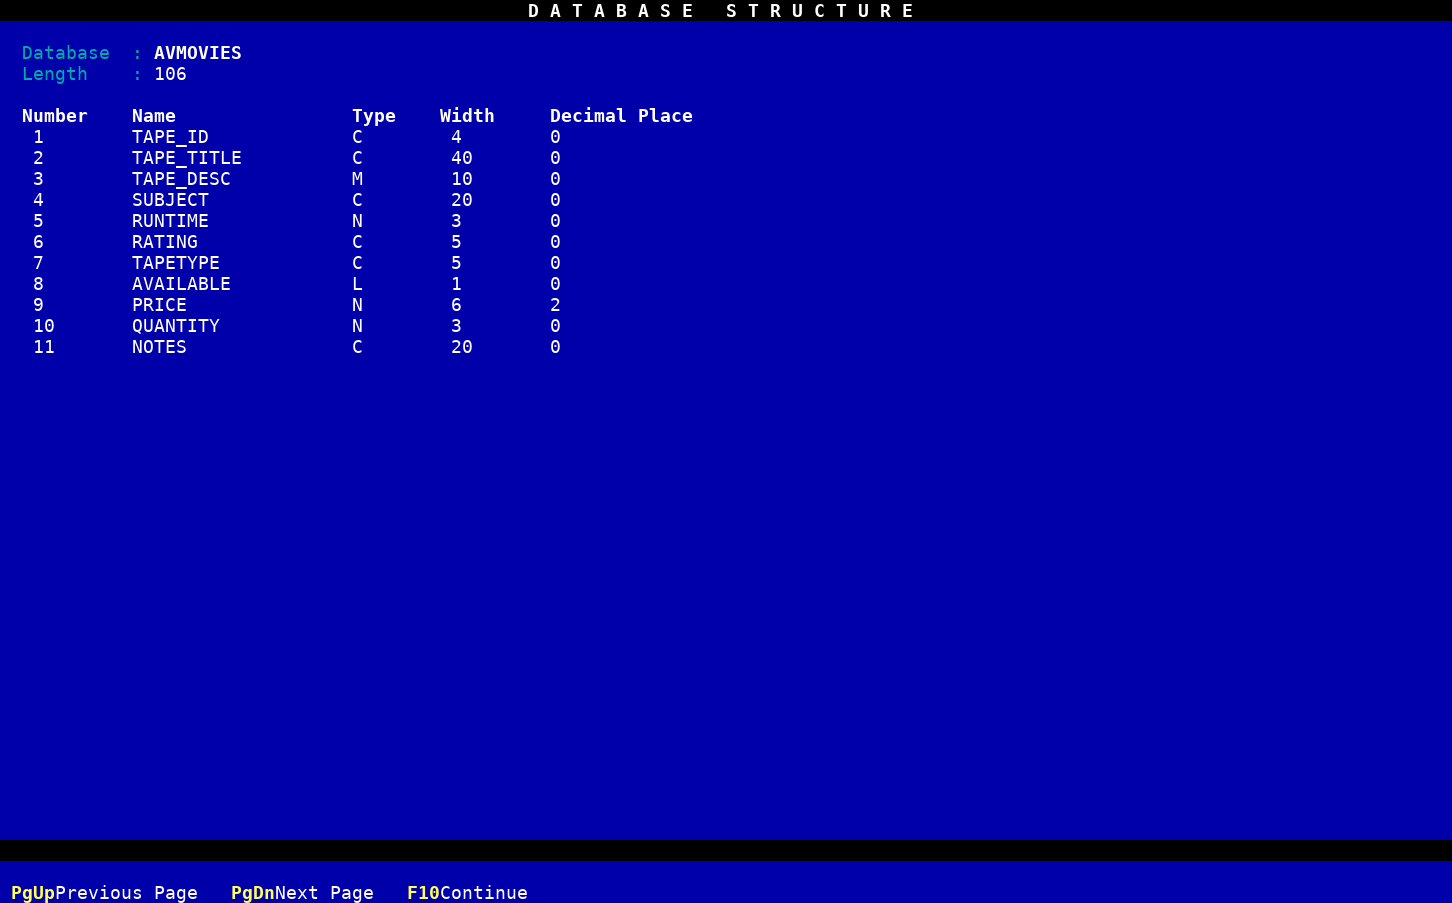 D A T A B A S E   S T R U C T U R E
Database  : AVMOVIES
Length    : 106
Number    Name                Type    Width     Decimal Place
1        TAPE_ID             C        4        0
2        TAPE_TITLE          C        40       0
3        TAPE_DESC           M        10       0
4        SUBJECT             C        20       0
5        RUNTIME             N        3        0
6        RATING              C        5        0
7        TAPETYPE            C        5        0
8        AVAILABLE           L        1        0
9        PRICE               N        6        2
10       QUANTITY            N        3        0
11       NOTES               C        20       0
PgUpPrevious Page   PgDnNext Page   F10Continue